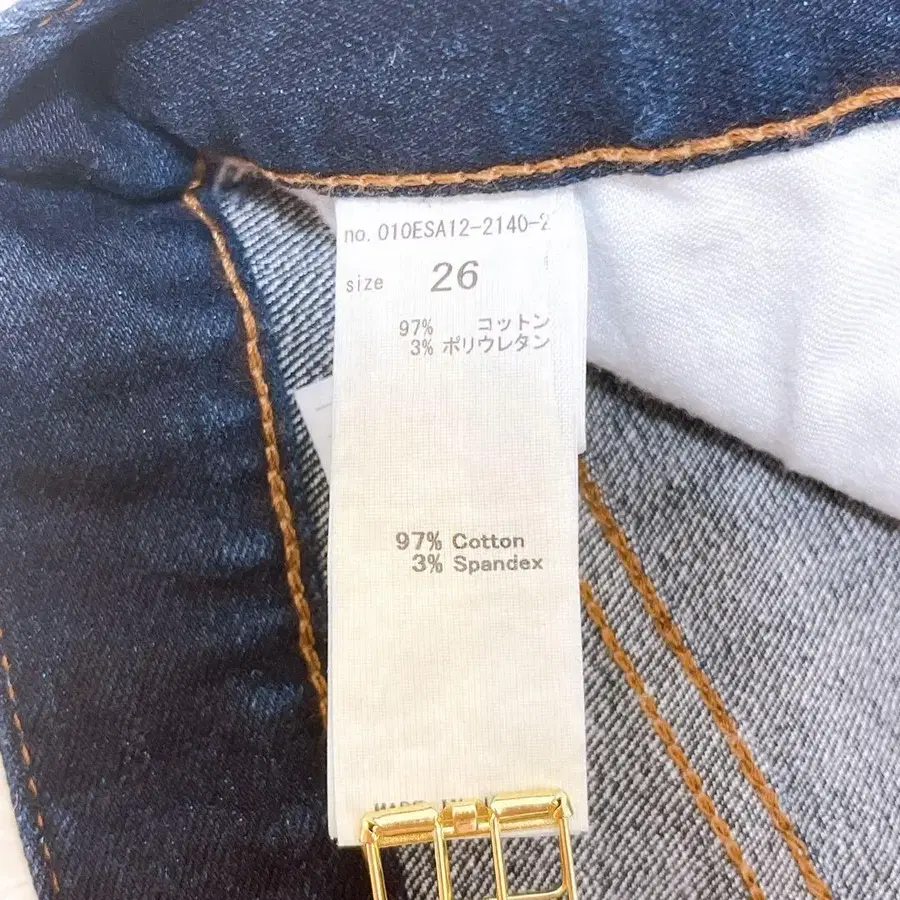 no. 010ESA12-2140-2
size 26
97% コットン
3% ポリウレタン
97% Cotton
3% Spandex
MADE